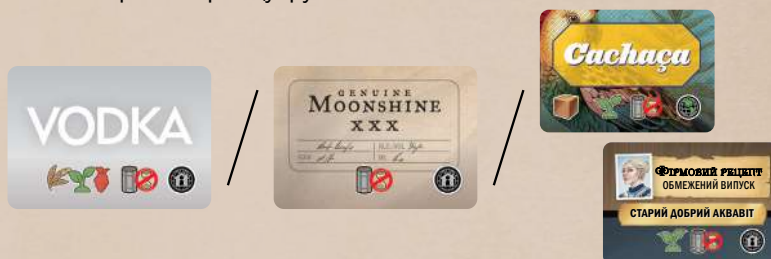 VODKA
GENUINE
MOONSHINE
XXX
Cachaça
ФІРМОВИЙ РЕЦЕПТ
ОБМЕЖЕНИЙ ВИПУСК
СТАРИЙ ДОБРИЙ АКВАВІТ